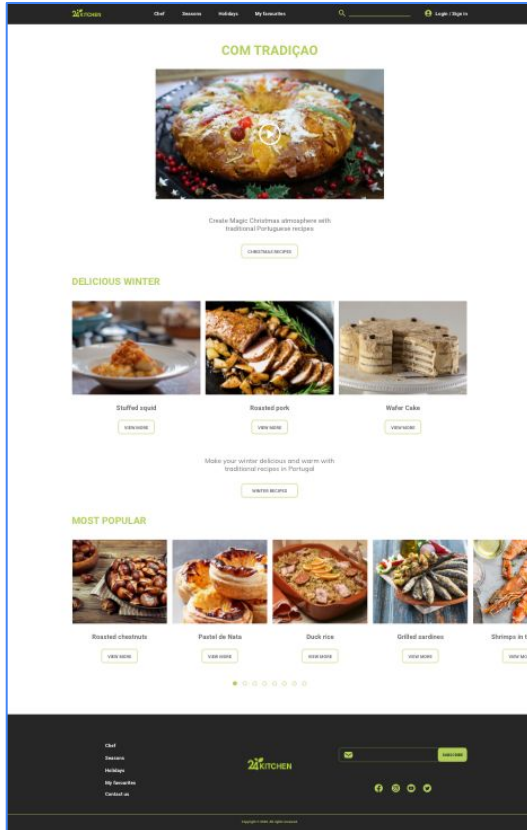 24KITCHEN
Chef Seasons Holidays My favourites Login / Sign In
COM TRADIÇAO
Create Magic Christmas atmosphere with
traditional Portuguese recipes
CHRISTMAS RECIPES
DELICIOUS WINTER
Stuffed squid Roasted pork Wafer Cake
VIEW MORE VIEW MORE VIEW MORE
Make your winter delicious and warm with
traditional recipes in Portugal
WINTER RECIPES
MOST POPULAR
Roasted chestnuts Pastel de Nata Duck rice Grilled sardines Shrimps in t
VIEW MORE VIEW MORE VIEW MORE VIEW MORE VIEW MO
Chef
Seasons
Holidays
My favourites
Contact us
24KITCHEN
SUBSCRIBE